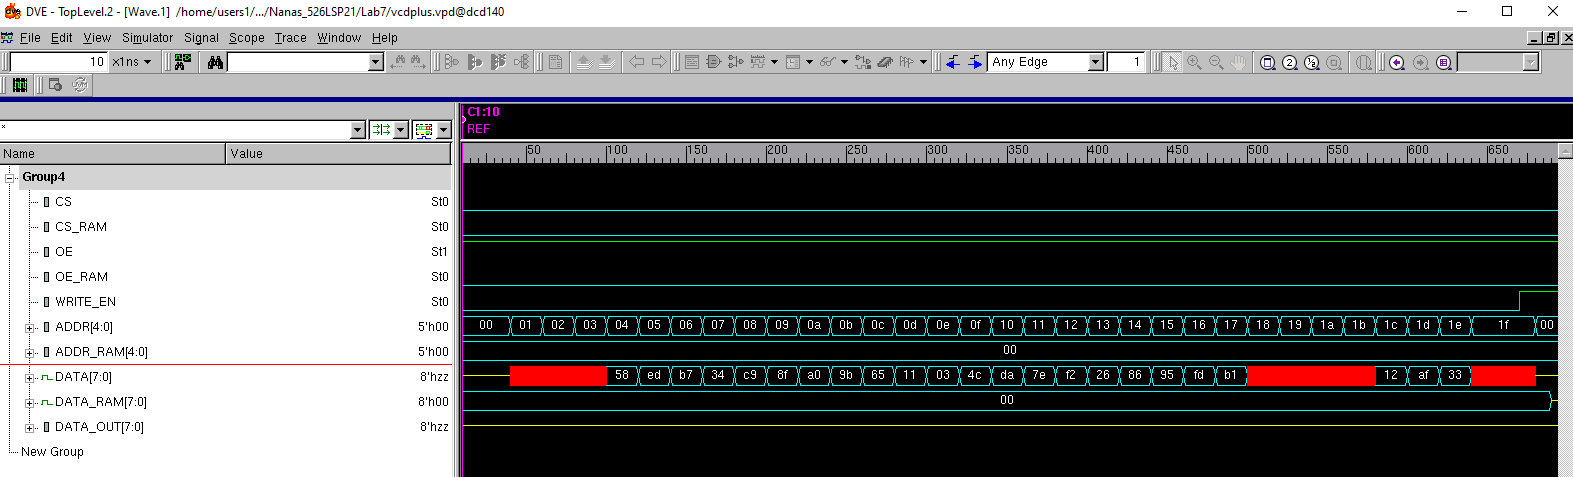 DVE - TopLevel.2 - [Wave.1] /home/users1/.../Nanas_526LSP21/Lab7/vcdplus.vpd@dcd140
File Edit View Simulator Signal Scope Trace Window Help
10 x1ns Any Edge 1
C1:10
REF
*
Name Value
50 100 150 200 250 300 350 400 450 500 550 600 650
Group4
CS St0
CS_RAM St0
OE St1
OE_RAM St0
WRITE_EN St0
ADDR[4:0] 5'h00 00 01 02 03 04 05 06 07 08 09 0a 0b 0c 0d 0e 0f 10 11 12 13 14 15 16 17 18 19 1a 1b 1c 1d 1e 1f 00
ADDR_RAM[4:0] 5'h00 00
DATA[7:0] 8'hzz 58 ed b7 34 c9 8f a0 9b 65 11 03 4c da 7e f2 26 86 95 fd b1 12 af 33
DATA_RAM[7:0] 8'h00 00
DATA_OUT[7:0] 8'hzz
New Group